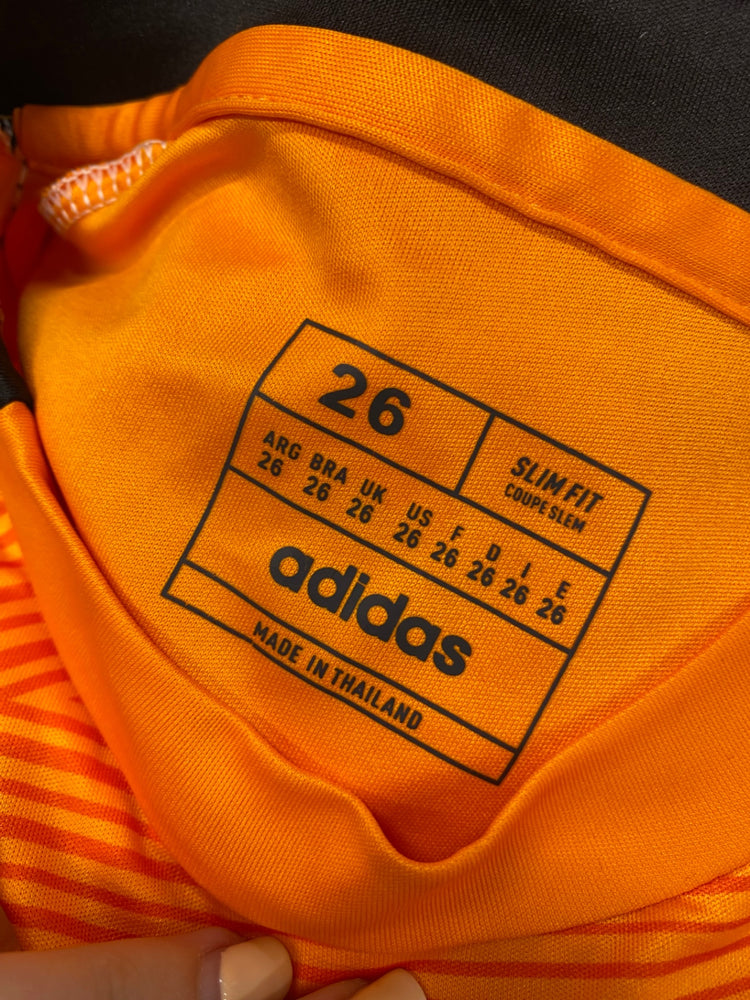 26
SLIM FIT
COUPE SLEM
ARG BRA UK US F D I E
26 26 26 26 26 26 26 26
adidas
MADE IN THAILAND